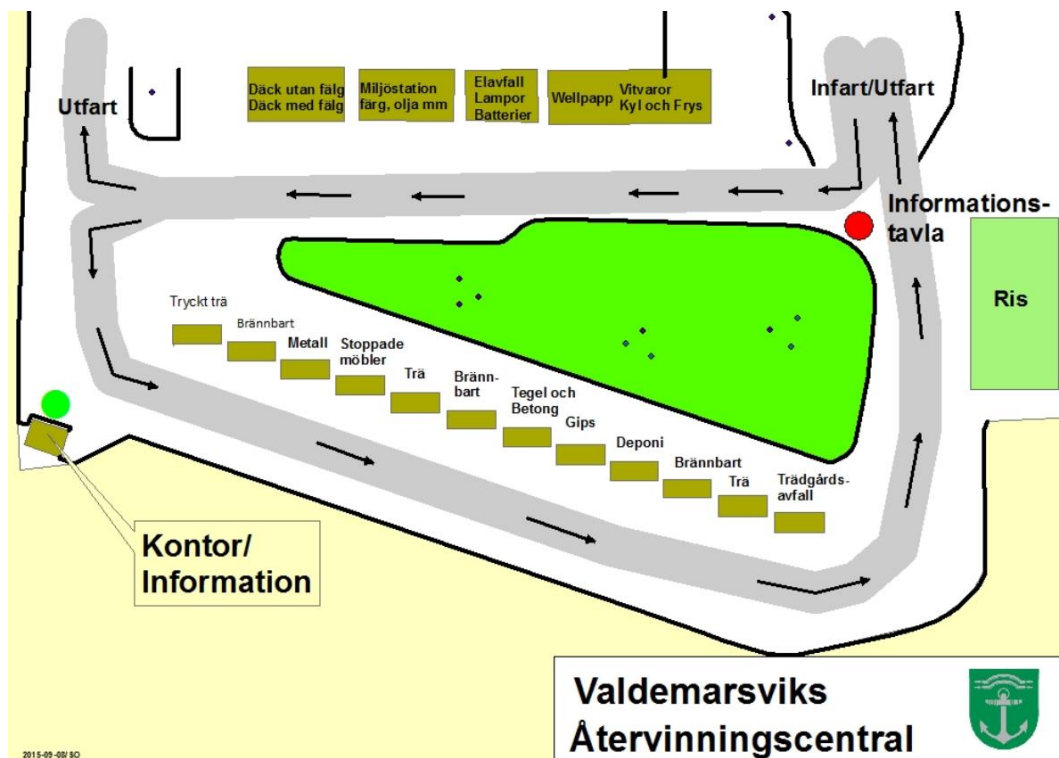 Utfart
Däck utan fälg
Däck med fälg
Miljöstation
färg, olja mm
Elavfall
Lampor
Batterier
Wellpapp
Vitvaror
Kyl och Frys
Infart/Utfart
Informations-
tavla
Ris
Tryckt trä
Brännbart
Metall
Stoppade
möbler
Trä
Bränn-
bart
Tegel och
Betong
Gips
Deponi
Brännbart
Trä
Trädgårds-
avfall
Kontor/
Information
Valdemarsviks
Återvinningscentral
2015-09-08/ SO